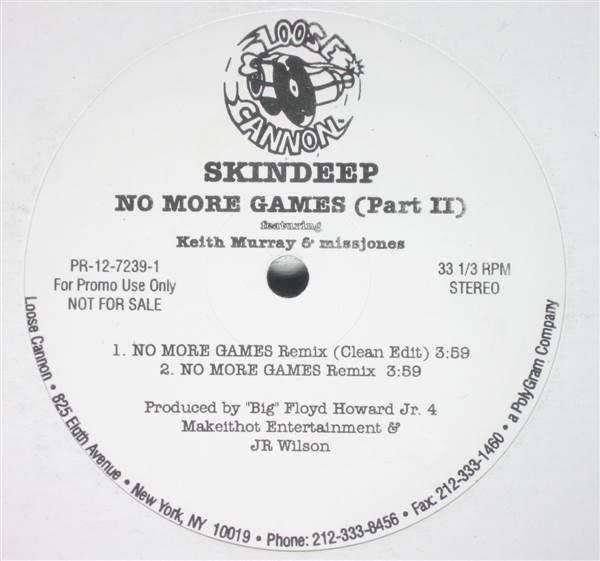 LOOSE
CANNON.
SKINDEEP
NO MORE GAMES (Part II)
featuring
Keith Murray & missjones
PR-12-7239-1
For Promo Use Only
NOT FOR SALE
33 1/3 RPM
STEREO
1. NO MORE GAMES Remix (Clean Edit) 3:59
2. NO MORE GAMES Remix 3:59
Produced by "Big" Floyd Howard Jr. 4
Makeithot Entertainment &
JR Wilson
Loose Cannon • 825 Eigth Avenue • New York, NY 10019 • Phone: 212-333-8456 • Fax: 212-333-1460 • a PolyGram Company